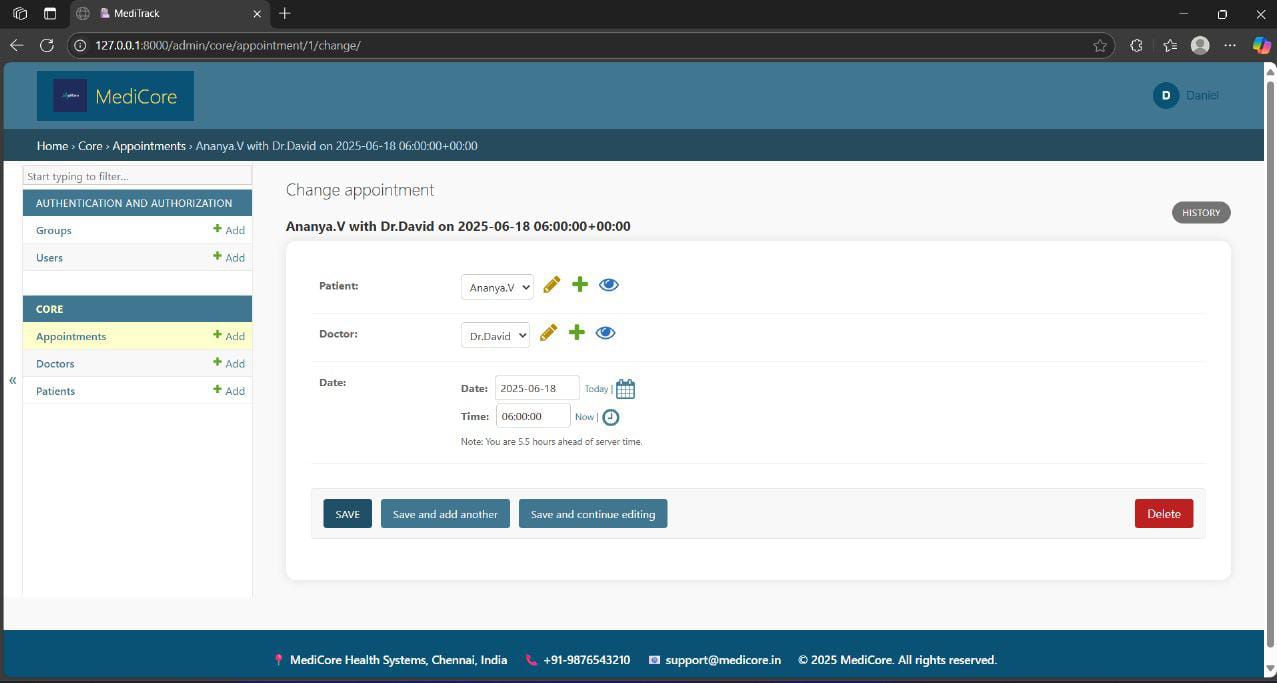 MediTrack
127.0.0.1:8000/admin/core/appointment/1/change/
MediCore
D Daniel
Home › Core › Appointments › Ananya.V with Dr.David on 2025-06-18 06:00:00+00:00
Start typing to filter...
AUTHENTICATION AND AUTHORIZATION
Groups + Add
Users + Add
CORE
Appointments + Add
Doctors + Add
Patients + Add
«
Change appointment
HISTORY
Ananya.V with Dr.David on 2025-06-18 06:00:00+00:00
Patient: Ananya.V
Doctor: Dr.David
Date:
Date: 2025-06-18 Today |
Time: 06:00:00 Now |
Note: You are 5.5 hours ahead of server time.
SAVE Save and add another Save and continue editing Delete
MediCore Health Systems, Chennai, India +91-9876543210 support@medicore.in © 2025 MediCore. All rights reserved.